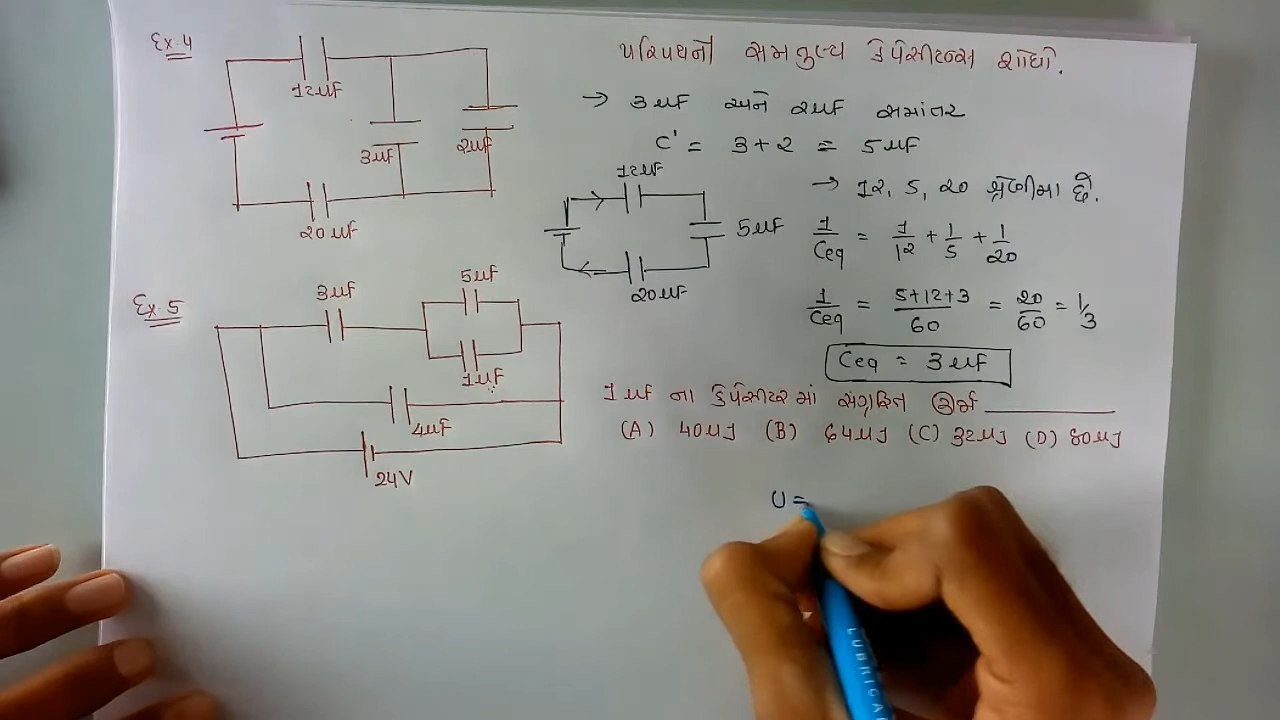 Ex. 4
12μF
3μF
2μF
20μF
પરિપથનો સમતુલ્ય કેપેસીટન્સ શોધો.
→ 3μF અને 2μF સમાંતર
C' = 3+2 = 5μF
12μF
5μF
20μF
→ 12, 5, 20 શ્રેણીમાં છે.
1/Ceq = 1/12 + 1/5 + 1/20
1/Ceq = 5+12+3/60 = 20/60 = 1/3
Ceq = 3μF
Ex. 5
3μF
5μF
1μF
4μF
24V
1μF ના કેપેસીટરમાં સંગ્રહિત ઊર્જા ________
(A) 40μJ (B) 64μJ (C) 32μJ (D) 80μJ
U =
LUBRICA